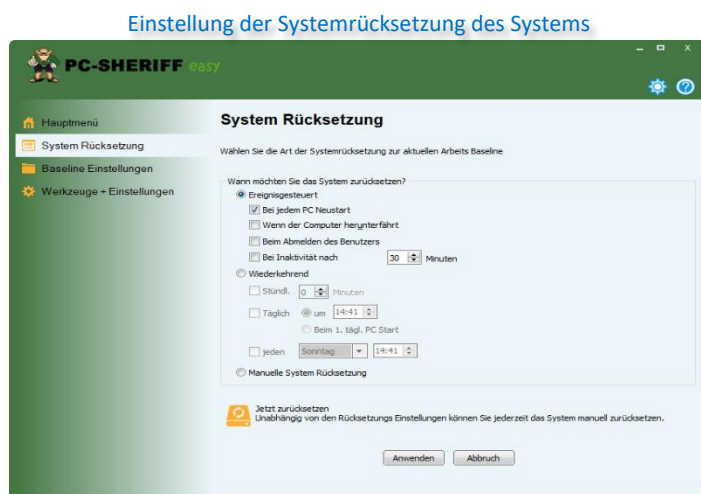 Einstellung der Systemrücksetzung des Systems
PC-SHERIFF easy
Hauptmenü
System Rücksetzung
Baseline Einstellungen
Werkzeuge + Einstellungen
System Rücksetzung
Wählen Sie die Art der Systemrücksetzung zur aktuellen Arbeits Baseline
Wann möchten Sie das System zurücksetzen?
Ereignisgesteuert
Bei jedem PC Neustart
Wenn der Computer herunterfährt
Beim Abmelden des Benutzers
Bei Inaktivität nach 30 Minuten
Wiederkehrend
Stündl. 0 Minuten
Täglich um 14:41
Beim 1. tägl. PC Start
jeden Sonntag 14:41
Manuelle System Rücksetzung
Jetzt zurücksetzen
Unabhängig von den Rücksetzungs Einstellungen können Sie jederzeit das System manuell zurücksetzen.
Anwenden Abbruch